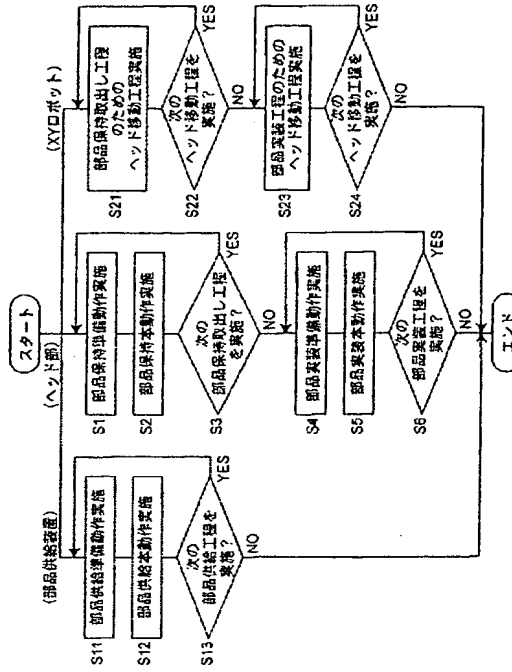 スタート
(部品供給装置)
S11
部品供給準備動作実施
S12
部品供給本動作実施
S13
次の
部品供給工程を
実施?
YES
NO
(ヘッド部)
S1
部品保持準備動作実施
S2
部品保持本動作実施
S3
次の
部品保持取出し工程
を実施?
YES
NO
S4
部品実装準備動作実施
S5
部品実装本動作実施
S6
次の
部品実装工程を
実施?
YES
NO
(XYロボット)
S21
部品保持取出し工程
のための
ヘッド移動工程実施
S22
次の
ヘッド移動工程を
実施?
YES
NO
S23
部品実装工程のための
ヘッド移動工程実施
S24
次の
ヘッド移動工程を
実施?
YES
NO
エンド